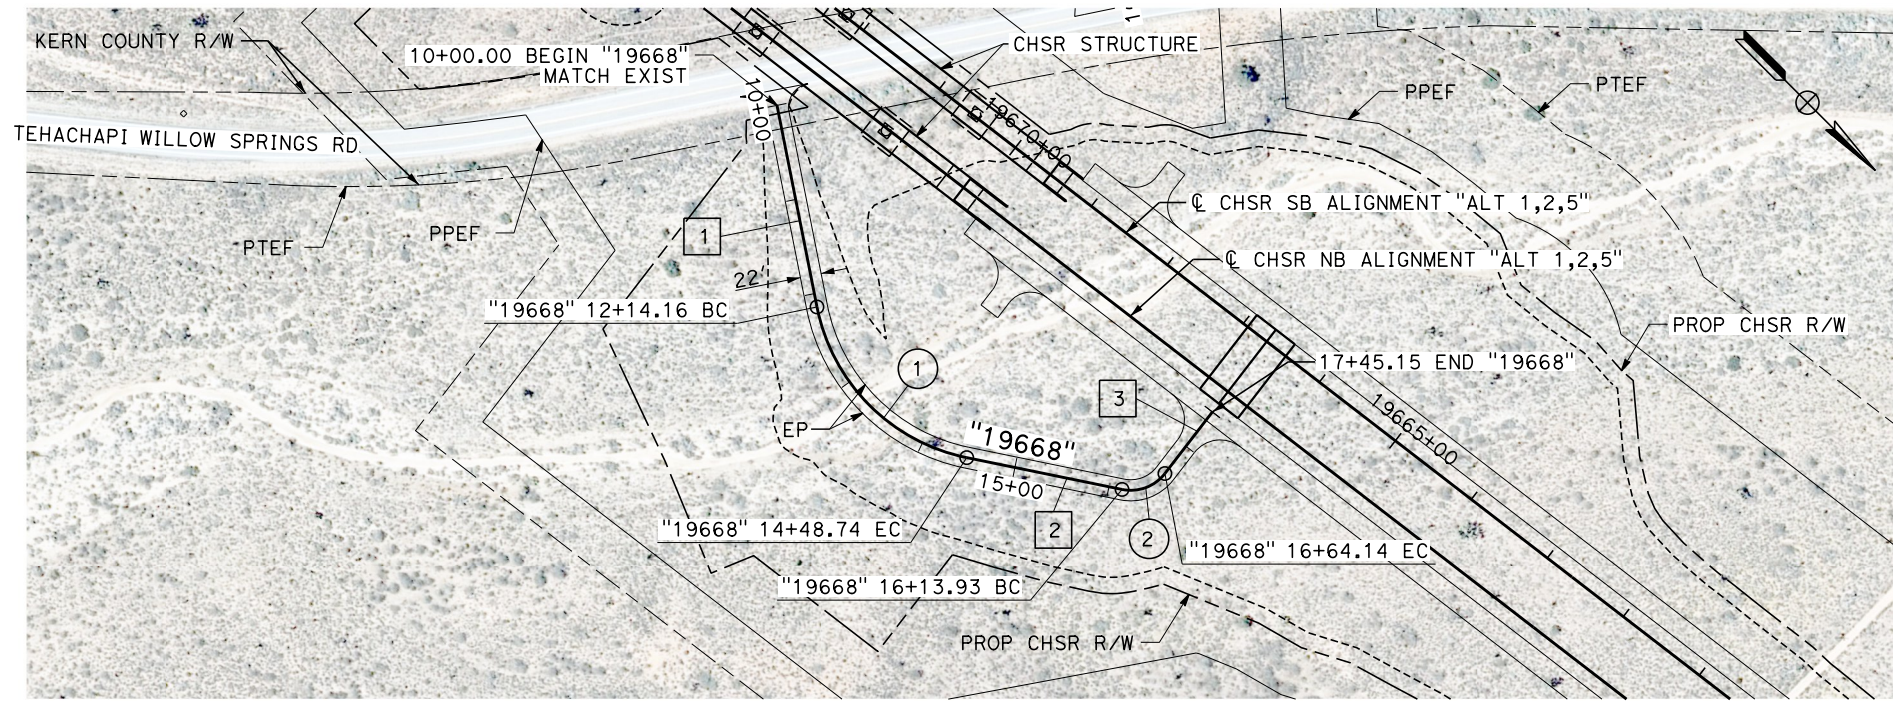 KERN COUNTY R/W
10+00.00 BEGIN "19668"
MATCH EXIST
CHSR STRUCTURE
PPEF
PTEF
10+00
19670+00
TEHACHAPI WILLOW SPRINGS RD.
PTEF
PPEF
1
22'
℄ CHSR SB ALIGNMENT "ALT 1,2,5"
℄ CHSR NB ALIGNMENT "ALT 1,2,5"
"19668" 12+14.16 BC
PROP CHSR R/W
1
17+45.15 END "19668"
3
EP
"19668"
19665+00
15+00
"19668" 14+48.74 EC
2
2
"19668" 16+64.14 EC
"19668" 16+13.93 BC
PROP CHSR R/W